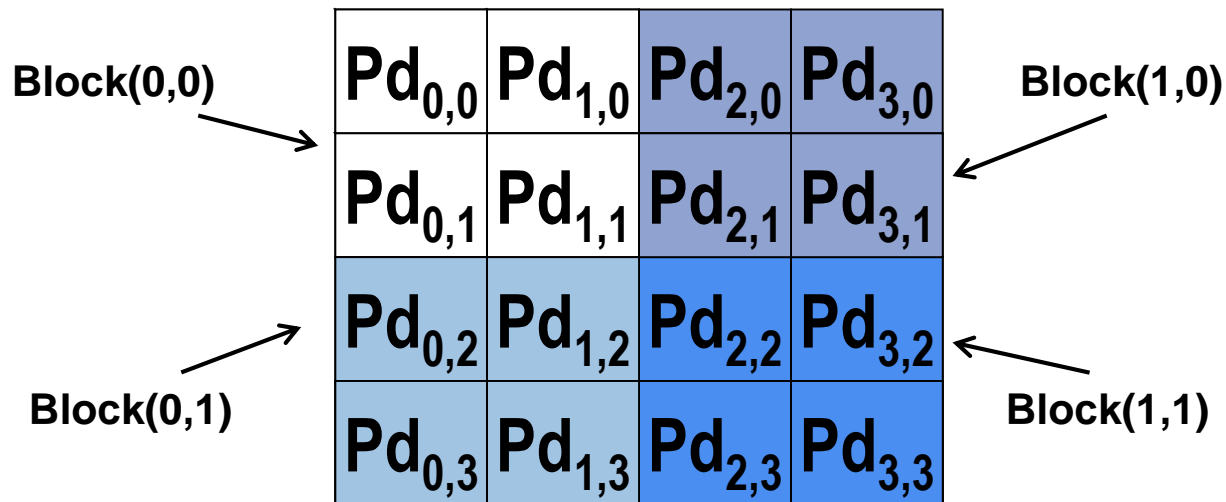 Block(0,0)
Block(1,0)
Pd0,0 Pd1,0 Pd2,0 Pd3,0
Pd0,1 Pd1,1 Pd2,1 Pd3,1
Pd0,2 Pd1,2 Pd2,2 Pd3,2
Block(0,1)
Block(1,1)
Pd0,3 Pd1,3 Pd2,3 Pd3,3